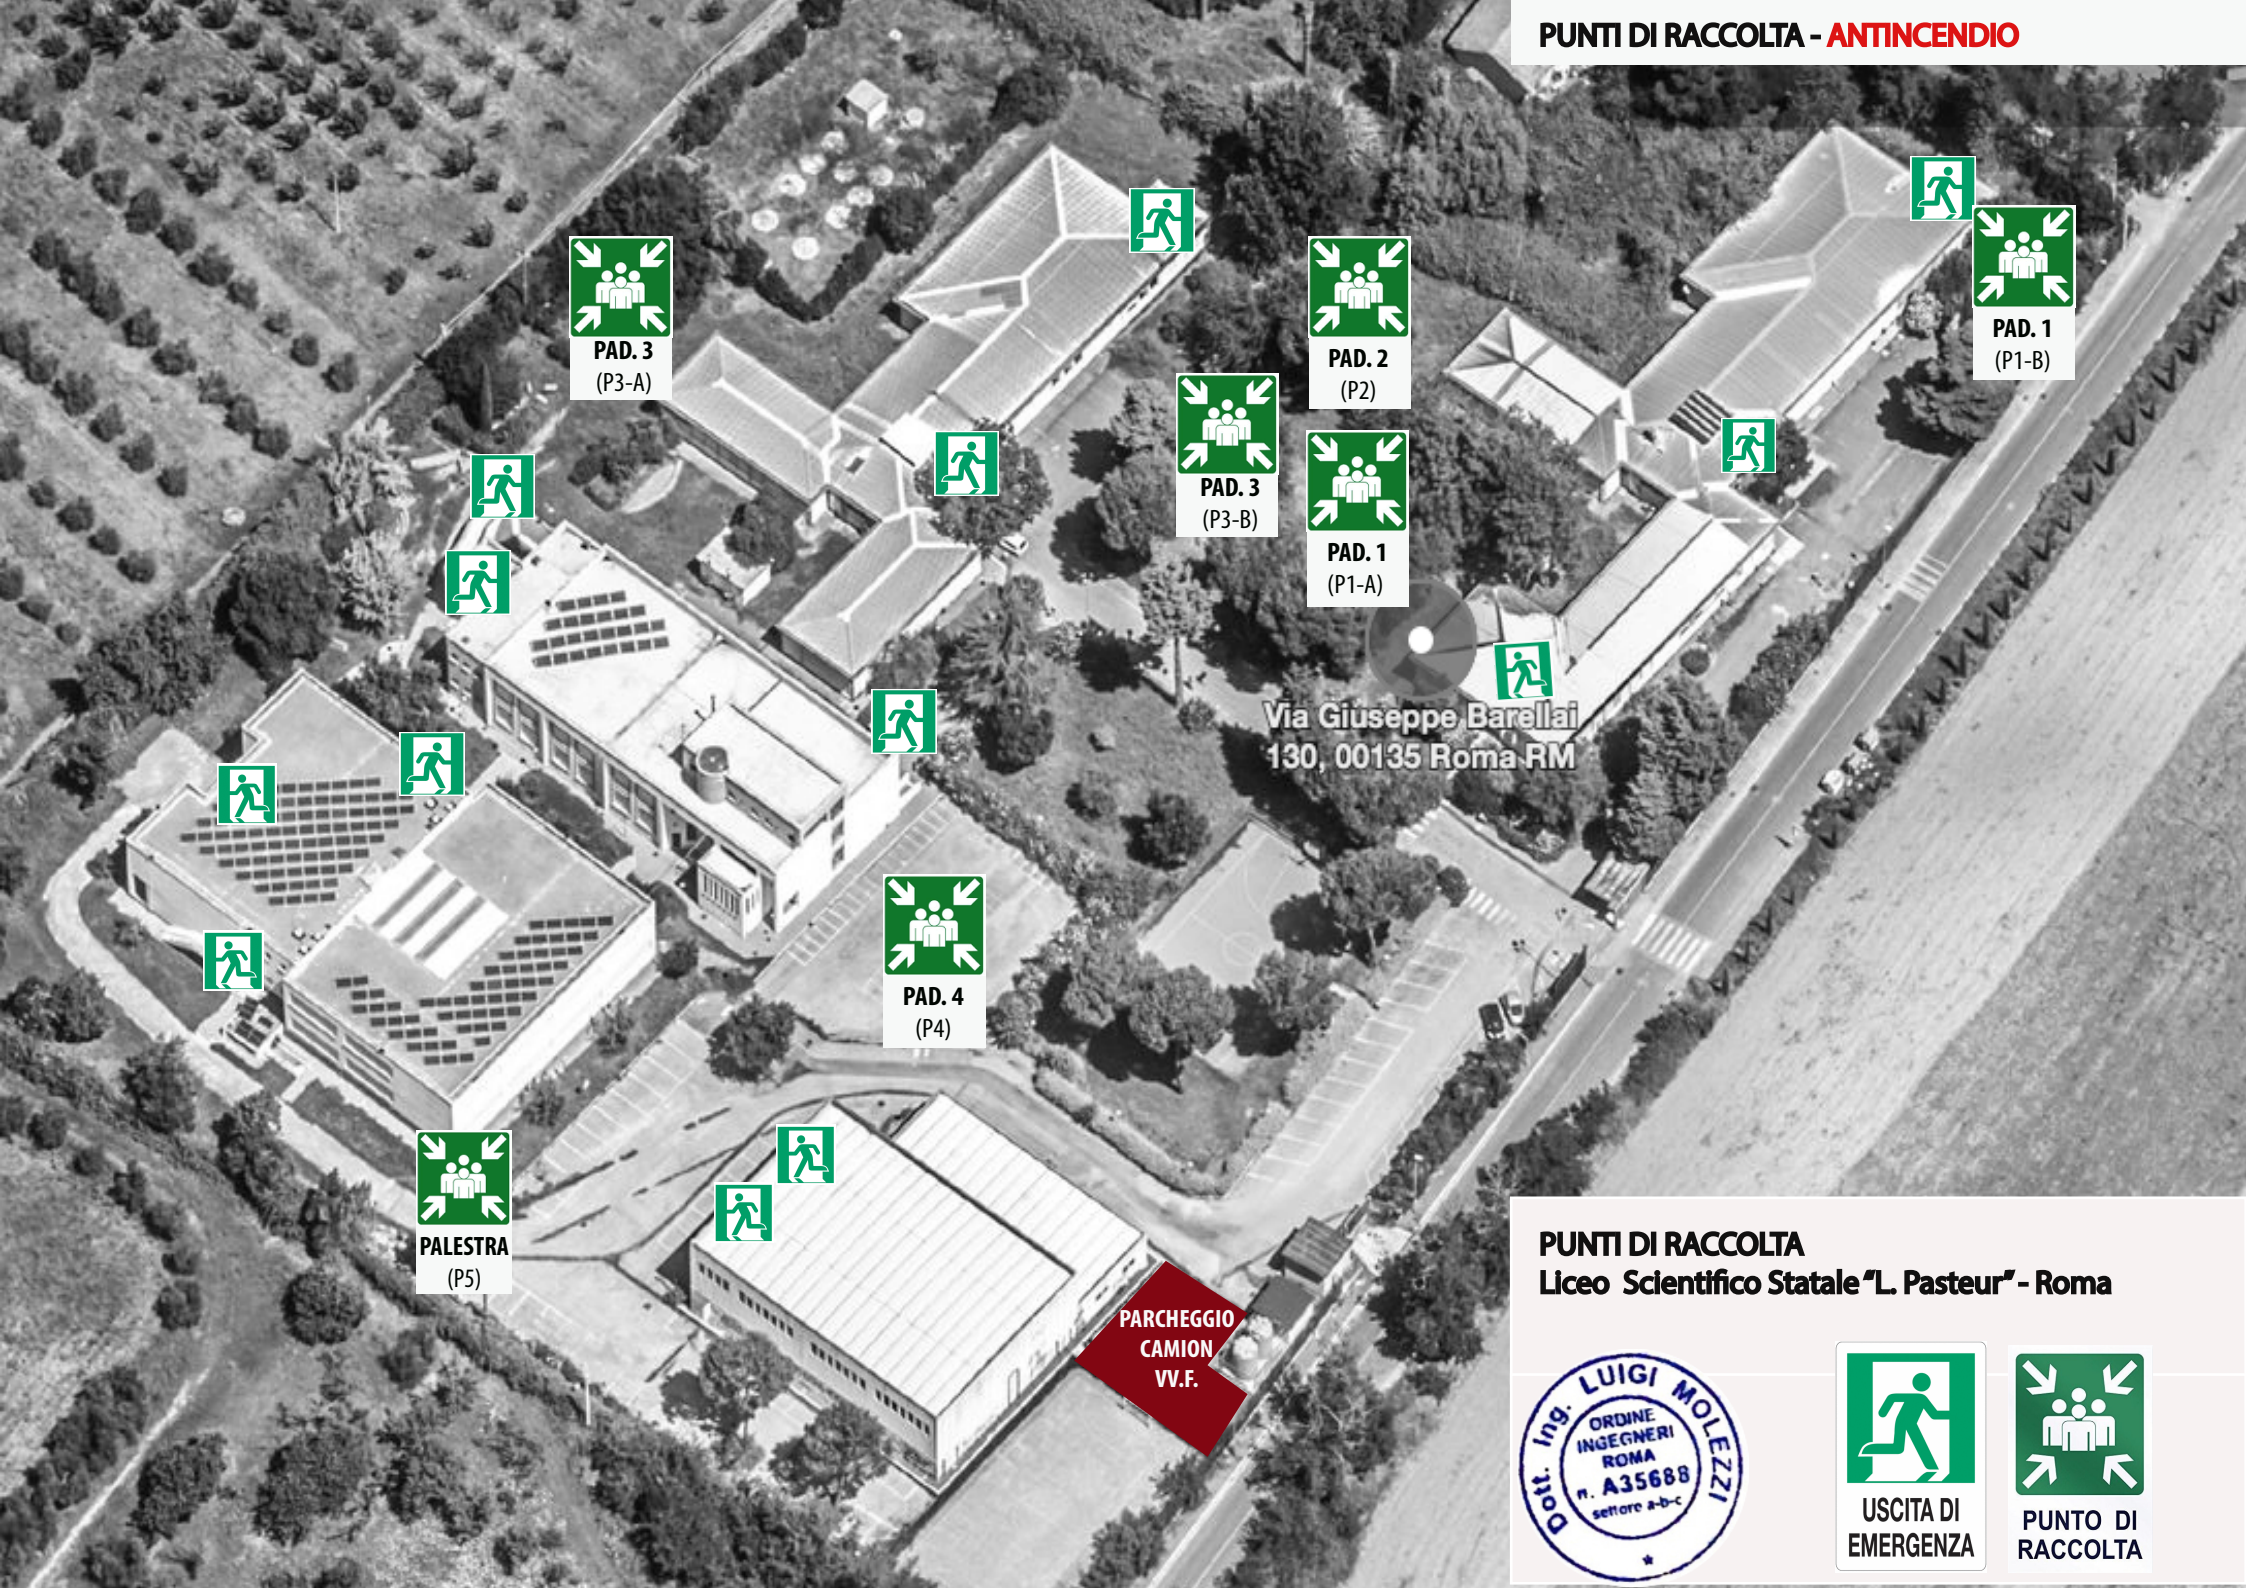 PUNTI DI RACCOLTA - ANTINCENDIO
PAD. 3
(P3-A)
PAD. 2
(P2)
PAD. 1
(P1-B)
PAD. 3
(P3-B)
PAD. 1
(P1-A)
Via Giuseppe Barellai
130, 00135 Roma RM
PAD. 4
(P4)
PALESTRA
(P5)
PARCHEGGIO
CAMION
VV.F.
PUNTI DI RACCOLTA
Liceo Scientifico Statale "L. Pasteur" - Roma
Dott. Ing. LUIGI MOLEZZI
ORDINE
INGEGNERI
ROMA
n. A35688
settore a-b-c
USCITA DI
EMERGENZA
PUNTO DI
RACCOLTA